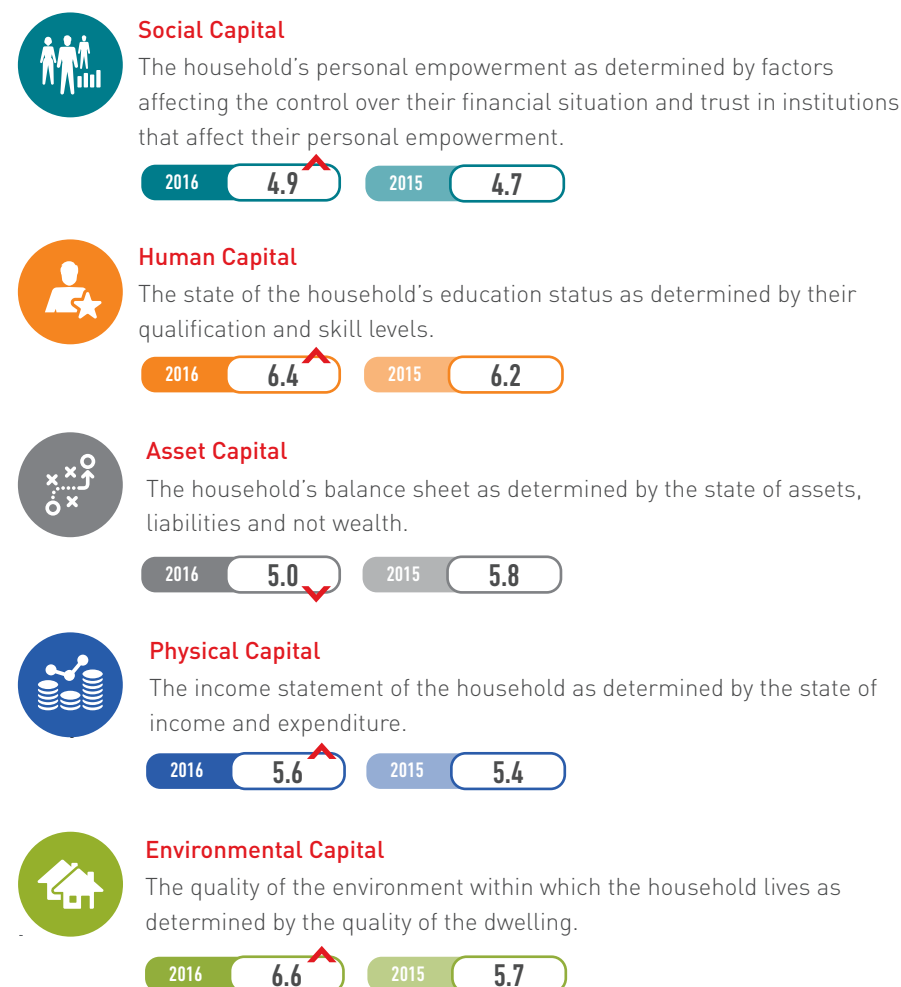 Social Capital
The household's personal empowerment as determined by factors
affecting the control over their financial situation and trust in institutions
that affect their personal empowerment.
2016 4.9 2015 4.7
Human Capital
The state of the household's education status as determined by their
qualification and skill levels.
2016 6.4 2015 6.2
Asset Capital
The household's balance sheet as determined by the state of assets,
liabilities and not wealth.
2016 5.0 2015 5.8
Physical Capital
The income statement of the household as determined by the state of
income and expenditure.
2016 5.6 2015 5.4
Environmental Capital
The quality of the environment within which the household lives as
determined by the quality of the dwelling.
2016 6.6 2015 5.7